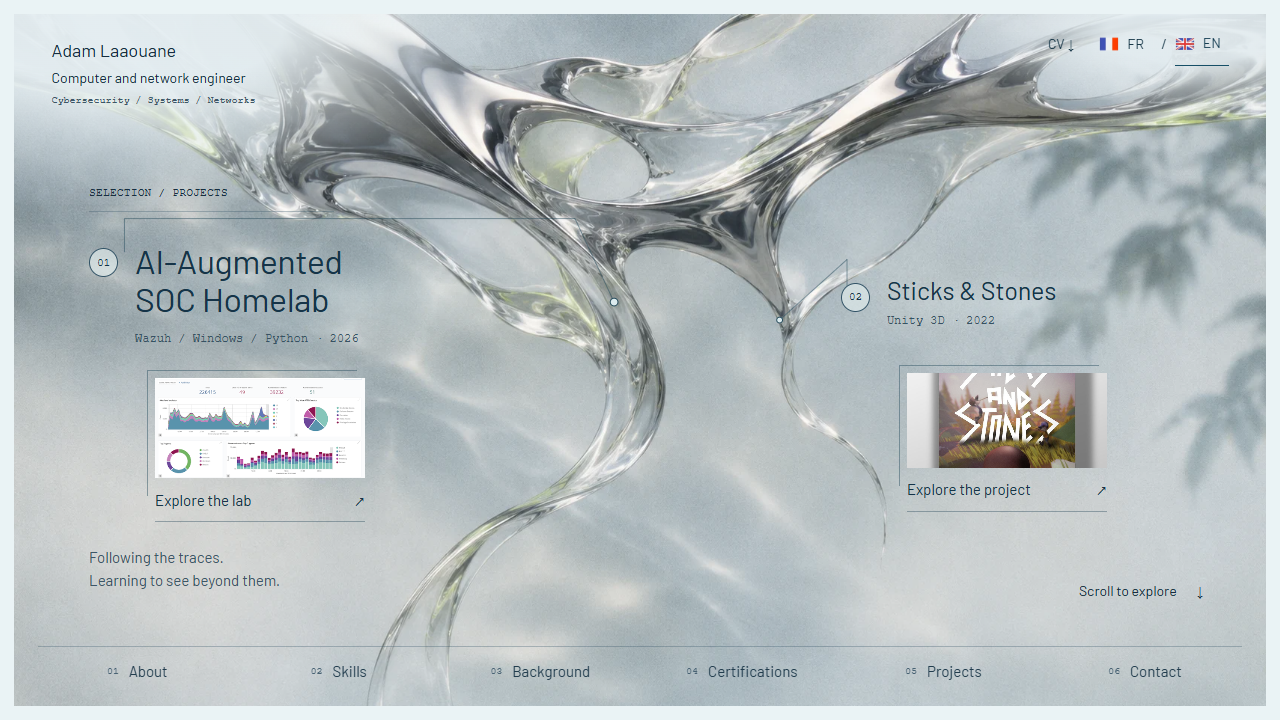 Adam Laaouane
Computer and network engineer
Cybersecurity / Systems / Networks
CV↓
FR / EN
SELECTION / PROJECTS
01
AI-Augmented
SOC Homelab
Wazuh / Windows / Python · 2026
Explore the lab ↗
Following the traces.
Learning to see beyond them.
02
Sticks & Stones
Unity 3D · 2022
AND
STONES
Explore the project ↗
Scroll to explore ↓
01 About
02 Skills
03 Background
04 Certifications
05 Projects
06 Contact